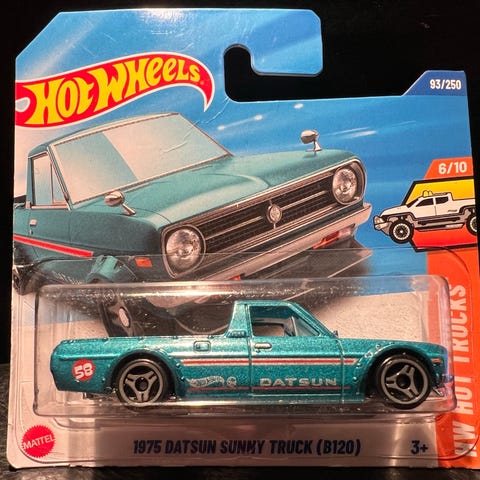 HOT WHEELS
93/250
6/10
HW HOT TRUCKS
58
DATSUN
MATTEL
1975 DATSUN SUNNY TRUCK (B120)
3+